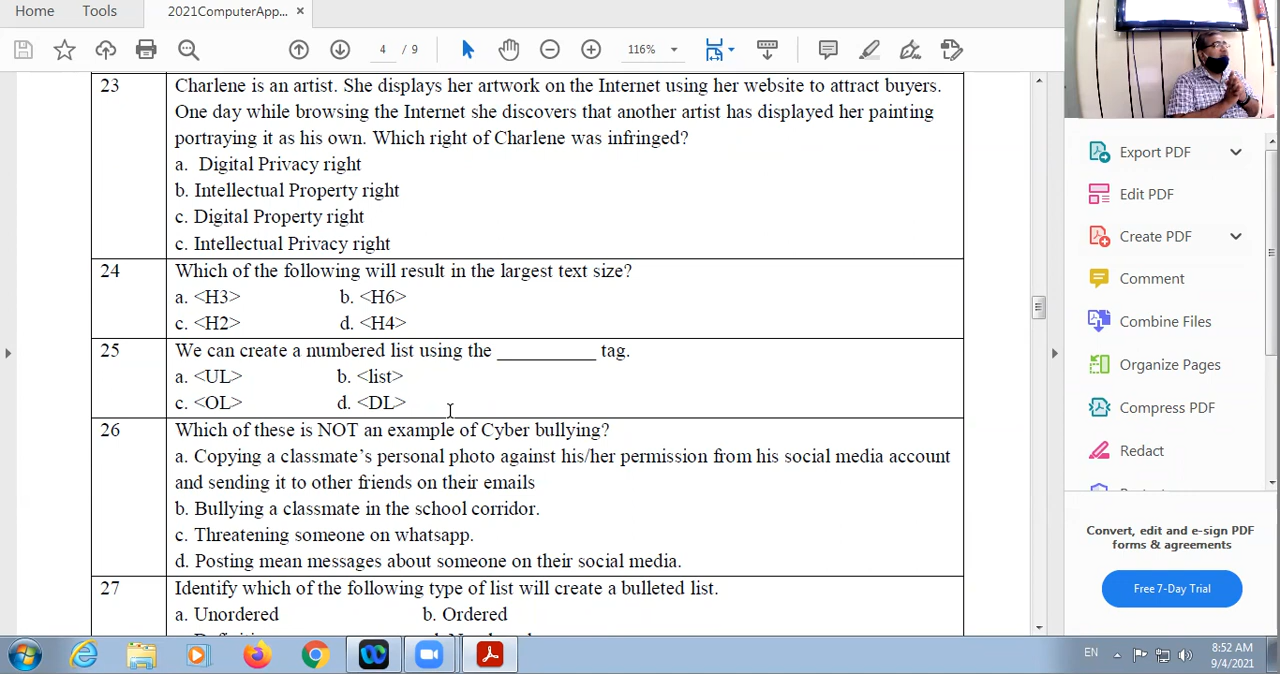 Home Tools 2021ComputerApp... ×
4 / 9 116%
23 Charlene is an artist. She displays her artwork on the Internet using her website to attract buyers.
One day while browsing the Internet she discovers that another artist has displayed her painting
portraying it as his own. Which right of Charlene was infringed?
a. Digital Privacy right
b. Intellectual Property right
c. Digital Property right
c. Intellectual Privacy right
24 Which of the following will result in the largest text size?
a. <H3> b. <H6>
c. <H2> d. <H4>
25 We can create a numbered list using the __________ tag.
a. <UL> b. <list>
c. <OL> d. <DL>
26 Which of these is NOT an example of Cyber bullying?
a. Copying a classmate’s personal photo against his/her permission from his social media account
and sending it to other friends on their emails
b. Bullying a classmate in the school corridor.
c. Threatening someone on whatsapp.
d. Posting mean messages about someone on their social media.
27 Identify which of the following type of list will create a bulleted list.
a. Unordered b. Ordered
Export PDF
Edit PDF
Create PDF
Comment
Combine Files
Organize Pages
Compress PDF
Redact
Convert, edit and e-sign PDF
forms & agreements
Free 7-Day Trial
EN 8:52 AM
9/4/2021